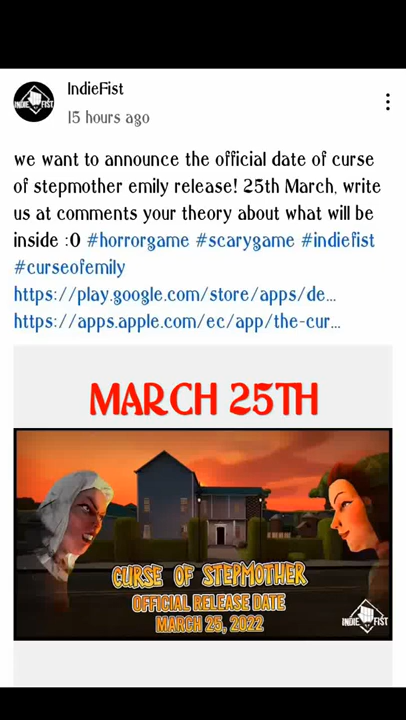 IndieFist
15 hours ago
we want to announce the official date of curse
of stepmother emily release! 25th March, write
us at comments your theory about what will be
inside :O #horrorgame #scarygame #indiefist
#curseofemily
https://play.google.com/store/apps/de...
https://apps.apple.com/ec/app/the-cur...
MARCH 25TH
CURSE OF STEPMOTHER
OFFICIAL RELEASE DATE
MARCH 25, 2022
INDIE FIST
INDIE FIST